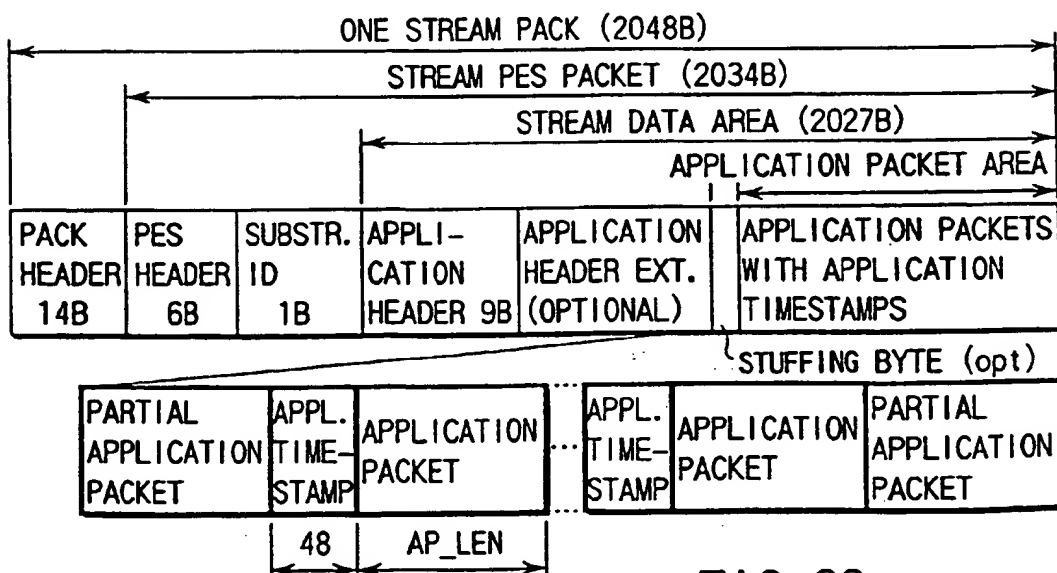 ONE STREAM PACK (2048B)
STREAM PES PACKET (2034B)
STREAM DATA AREA (2027B)
APPLICATION PACKET AREA
PACK
HEADER
14B
PES
HEADER
6B
SUBSTR.
ID
1B
APPLI-
CATION
HEADER 9B
APPLICATION
HEADER EXT.
(OPTIONAL)
APPLICATION PACKETS
WITH APPLICATION
TIMESTAMPS
STUFFING BYTE (opt)
PARTIAL
APPLICATION
PACKET
APPL.
TIME-
STAMP
APPLICATION
PACKET
APPL.
TIME-
STAMP
APPLICATION
PACKET
PARTIAL
APPLICATION
PACKET
48
AP_LEN